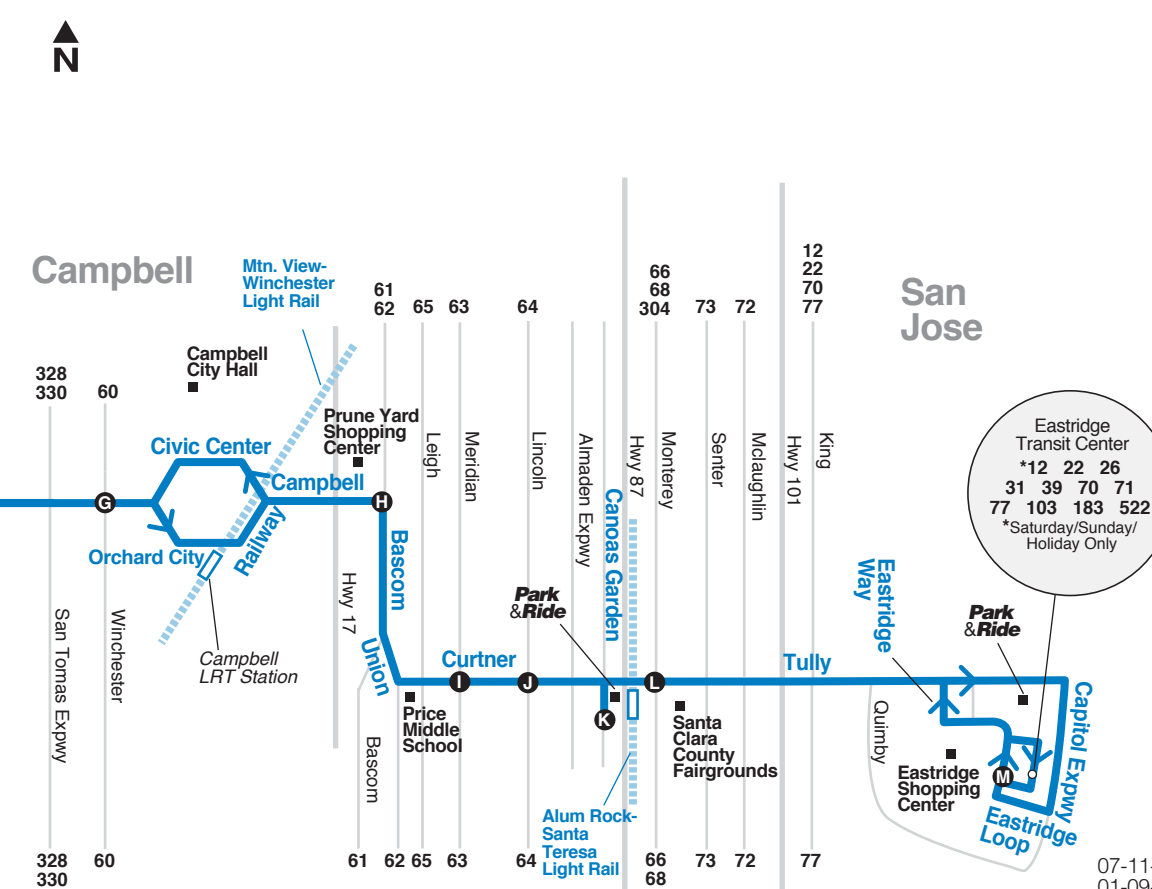 N
Campbell
Mtn. View-
Winchester
Light Rail
San
Jose
12
22
70
77
61
62
65
63
64
66
68
304
73
72
328
330
60
Campbell
City Hall
Prune Yard
Shopping
Center
Civic Center
Campbell
Orchard City
Railway
G
H
Bascom
Union
Hwy 17
Bascom
San Tomas Expwy
Winchester
Campbell
LRT Station
Leigh
Meridian
Lincoln
Almaden Expwy
Canoas Garden
Hwy 87
Monterey
Senter
Mclaughlin
Hwy 101
King
Eastridge
Transit Center
*12 22 26
31 39 70 71
77 103 183 522
*Saturday/Sunday/
Holiday Only
Park
&Ride
Eastridge
Way
Park
&Ride
Curtner
Tully
I
J
L
K
Price
Middle
School
Santa
Clara
County
Fairgrounds
Quimby
Eastridge
Shopping
Center
M
Capitol Expwy
Eastridge
Loop
Alum Rock-
Santa
Teresa
Light Rail
328
330
60
61
62
65
63
64
66
68
73
72
77
07-11-
01-09-